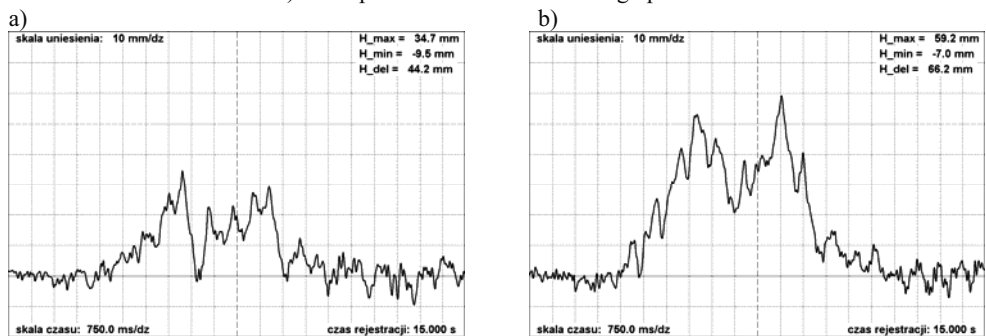 a)
skala uniesienia: 10 mm/dz
H_max = 34.7 mm
H_min = -9.5 mm
H_del = 44.2 mm
skala czasu: 750.0 ms/dz
czas rejestracji: 15.000 s
b)
skala uniesienia: 10 mm/dz
H_max = 59.2 mm
H_min = -7.0 mm
H_del = 66.2 mm
skala czasu: 750.0 ms/dz
czas rejestracji: 15.000 s